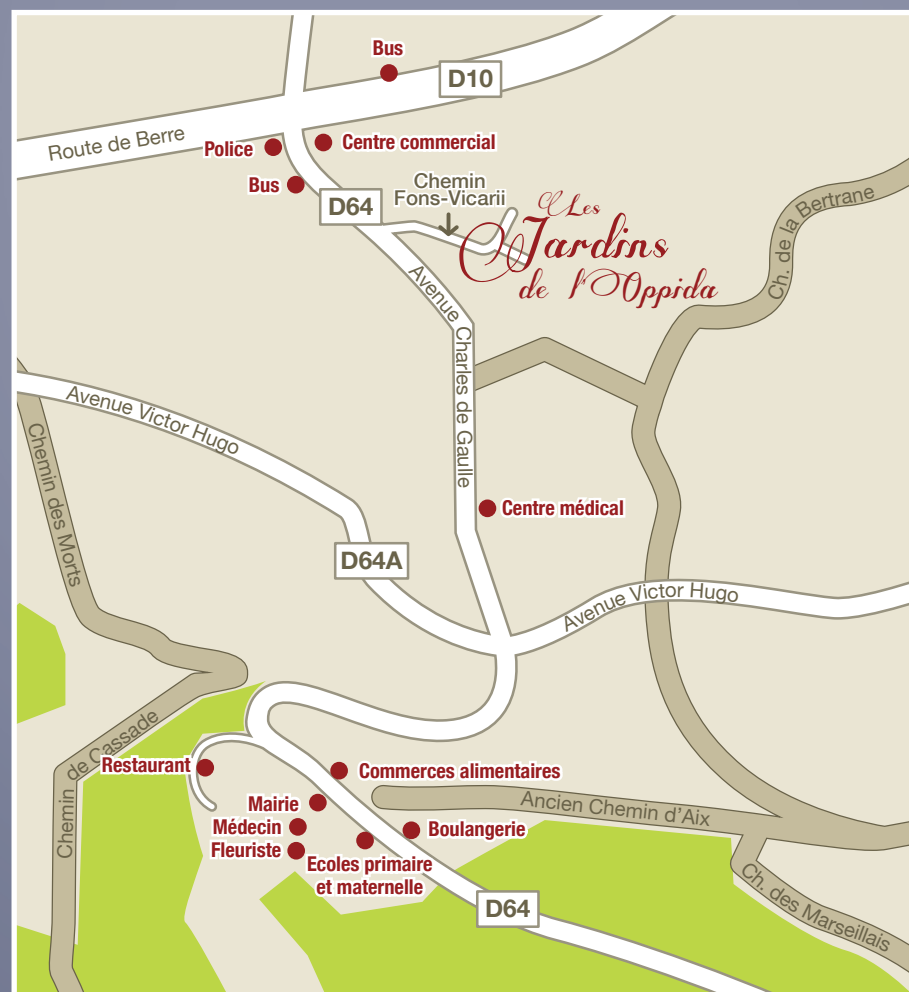 Bus
D10
Route de Berre
Police
Centre commercial
Bus
D64
Chemin
Fons-Vicarii
Les
Jardins
de l'Oppida
Ch. de la Bertrane
Avenue Charles de Gaulle
Avenue Victor Hugo
Chemin des Morts
Centre médical
D64A
Avenue Victor Hugo
Chemin de Cassade
Restaurant
Commerces alimentaires
Mairie
Ancien Chemin d'Aix
Médecin
Boulangerie
Fleuriste
Ecoles primaire
et maternelle
Ch. des Marseillais
D64